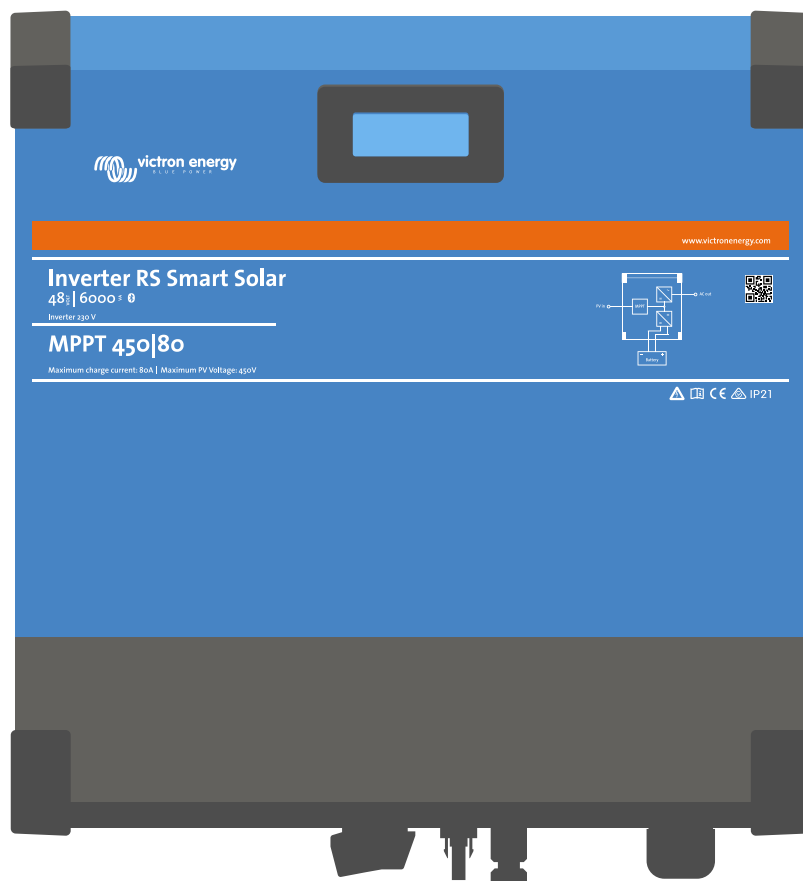 victron energy
BLUE POWER
www.victronenergy.com
Inverter RS Smart Solar
48 | 6000
Inverter 230 V
MPPT 450|80
Maximum charge current: 80A | Maximum PV Voltage: 450V
PV in
MPPT
AC out
- +
Battery
CE IP21